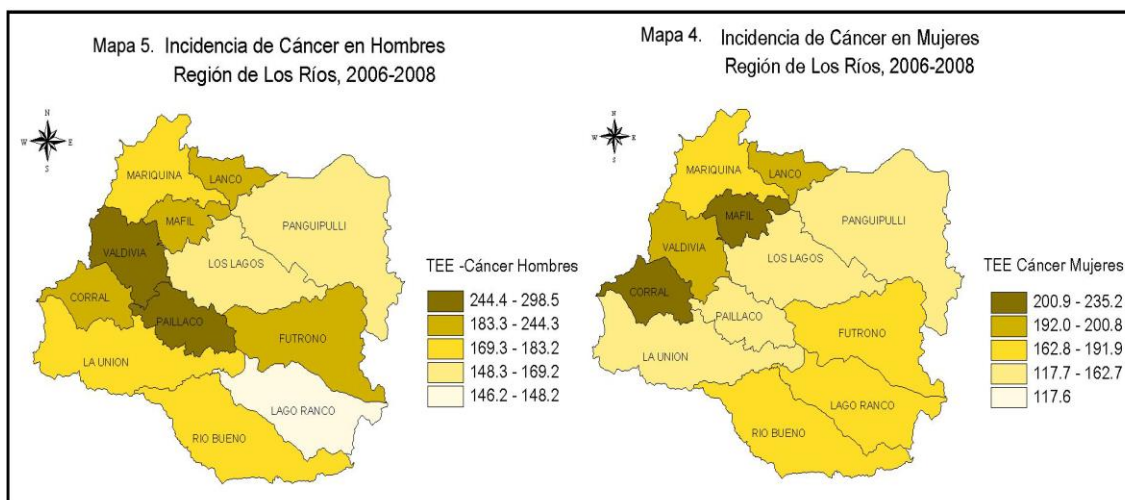 Mapa 5. Incidencia de Cáncer en Hombres
Región de Los Ríos, 2006-2008
N
W E
S
MARIQUINA
LANCO
MAFIL
PANGUIPULLI
VALDIVIA
LOS LAGOS
CORRAL
PAILLACO
FUTRONO
LA UNION
LAGO RANCO
RIO BUENO
TEE -Cáncer Hombres
244.4 - 298.5
183.3 - 244.3
169.3 - 183.2
148.3 - 169.2
146.2 - 148.2
Mapa 4. Incidencia de Cáncer en Mujeres
Región de Los Ríos, 2006-2008
N
W E
S
MARIQUINA
LANCO
MAFIL
PANGUIPULLI
VALDIVIA
LOS LAGOS
CORRAL
PAILLACO
FUTRONO
LA UNION
LAGO RANCO
RIO BUENO
TEE Cáncer Mujeres
200.9 - 235.2
192.0 - 200.8
162.8 - 191.9
117.7 - 162.7
117.6